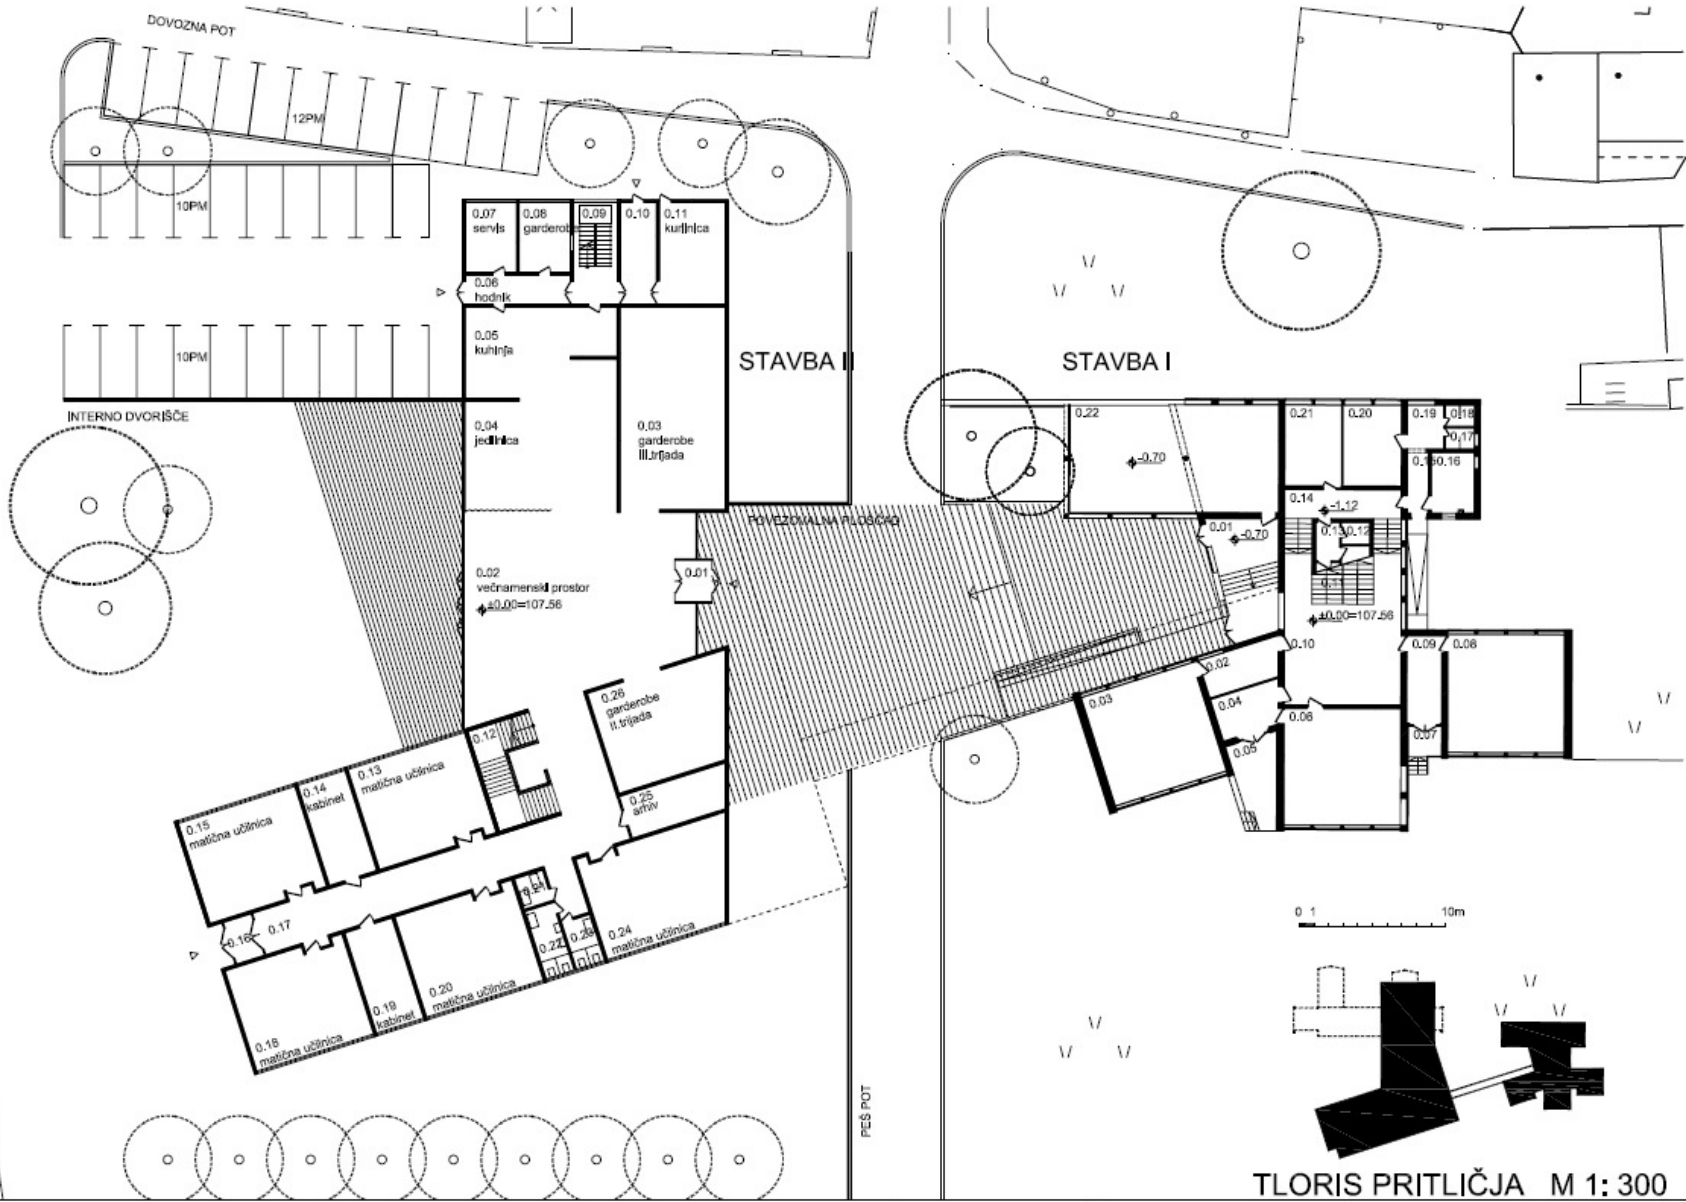 DOVOZNA POT
12PM
10PM
0.07
servis
0.08
garderobe
0.09
0.10
0.11
kurilnica
0.06
hodnik
0.05
kuhinja
10PM
STAVBA II
STAVBA I
INTERNO DVORIŠČE
0.04
jedilnica
0.03
garderobe
III.trijada
0.22
-0.70
0.21
0.20
0.19
0.18
0.17
0.15
0.16
0.14
-1.12
POVEZOVALNA PLOŠČAD
0.01
-0.70
0.13
0.12
0.02
večnamenski prostor
±0.00=107.56
0.01
0.11
±0.00=107.56
0.10
0.09
0.08
0.02
0.03
0.04
0.06
0.05
0.07
0.26
garderobe
II.trijada
0.12
0.13
matična učilnica
0.14
kabinet
0.15
matična učilnica
0.25
arhiv
0.16
0.17
0.21
0.22
0.23
0.24
matična učilnica
0.20
matična učilnica
0.19
kabinet
0.18
matična učilnica
0 1 10m
PEŠ POT
TLORIS PRITLIČJA M 1: 300